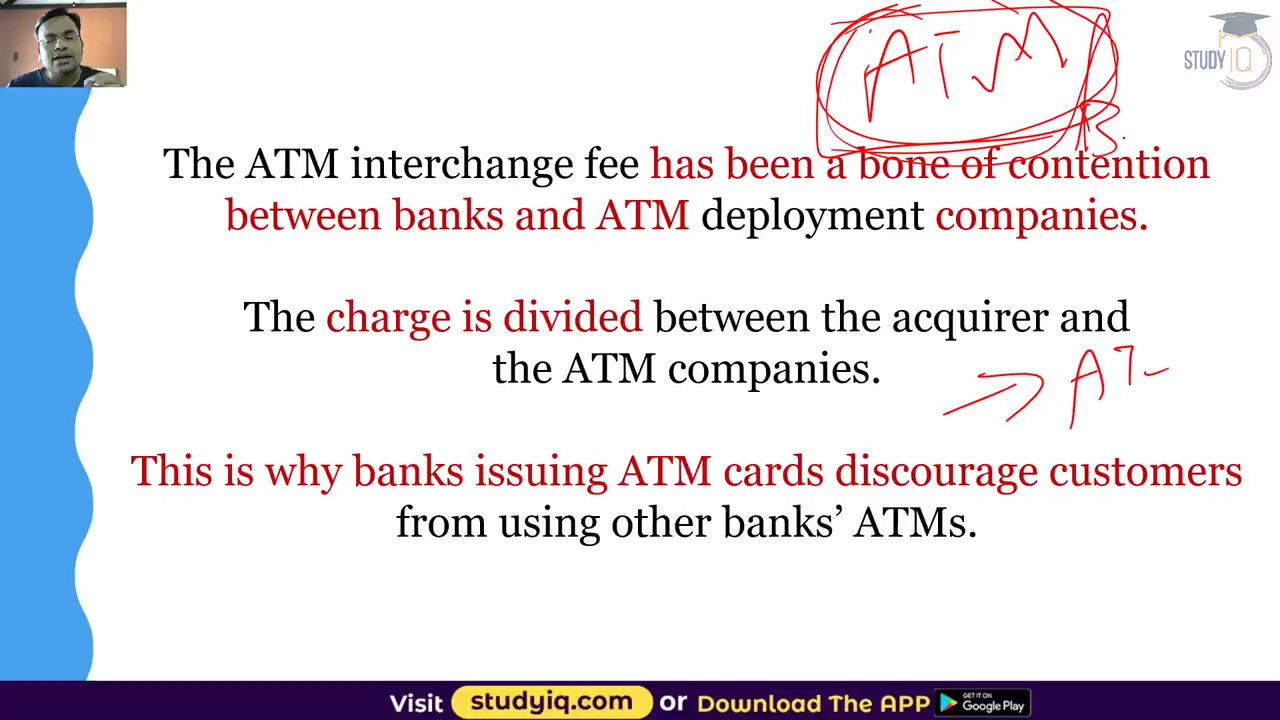 ATM
B
STUDY IQ
The ATM interchange fee has been a bone of contention
between banks and ATM deployment companies.
The charge is divided between the acquirer and
the ATM companies.
AT
This is why banks issuing ATM cards discourage customers
from using other banks’ ATMs.
Visit studyiq.com or Download The APP GET IT ON Google Play